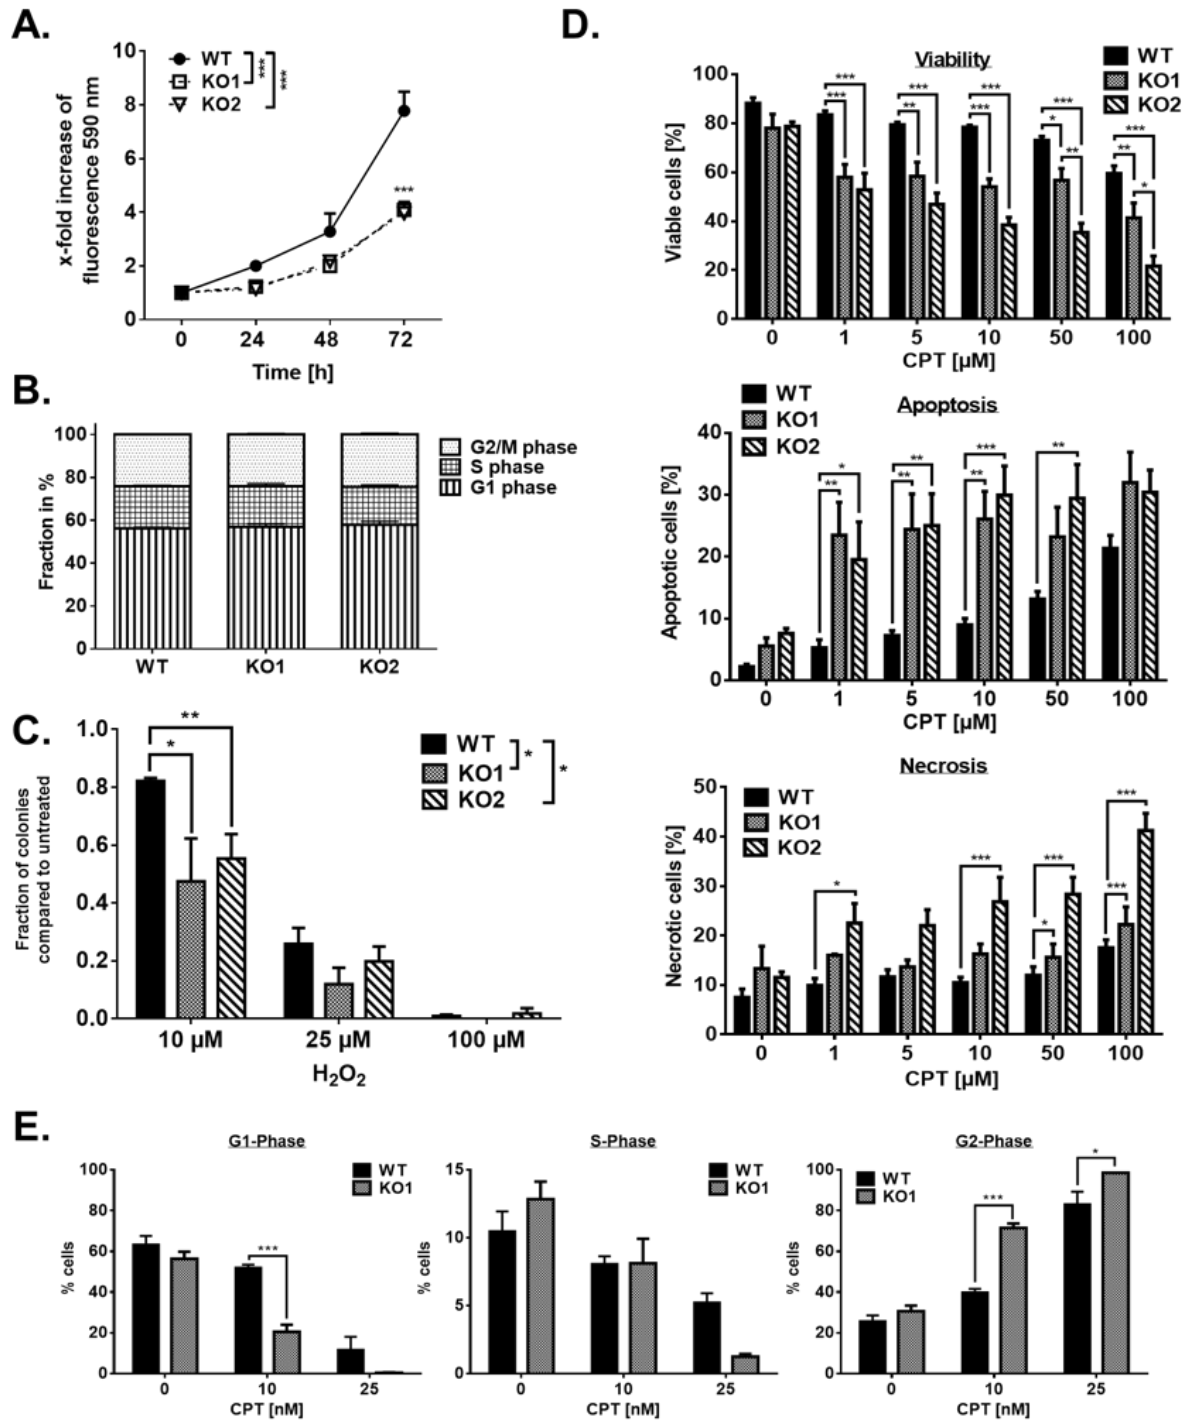 A.
x-fold increase of
fluorescence 590 nm
10
8
6
4
2
0
WT
KO1
KO2
***
***
***
0 24 48 72
Time [h]
B.
Fraction in %
100
80
60
40
20
0
G2/M phase
S phase
G1 phase
WT KO1 KO2
C.
Fraction of colonies
compared to untreated
1.0
0.8
0.6
0.4
0.2
0.0
**
*
WT
KO1
KO2
*
*
10 µM 25 µM 100 µM
H₂O₂
D.
Viability
WT
KO1
KO2
Viable cells [%]
100
80
60
40
20
0
*** *** *** *** ***
*** ** *** * **
** *
0 1 5 10 50 100
CPT [µM]
Apoptosis
WT
KO1
KO2
Apoptotic cells [%]
40
30
20
10
0
* ** *** **
** ** **
0 1 5 10 50 100
CPT [µM]
Necrosis
WT
KO1
KO2
Necrotic cells [%]
50
40
30
20
10
0
* *** *** ***
* ***
0 1 5 10 50 100
CPT [µM]
E.
G1-Phase
WT
KO1
% cells
100
80
60
40
20
0
***
0 10 25
CPT [nM]
S-Phase
WT
KO1
% cells
15
10
5
0
0 10 25
CPT [nM]
G2-Phase
WT
KO1
% cells
100
80
60
40
20
0
***
*
0 10 25
CPT [nM]